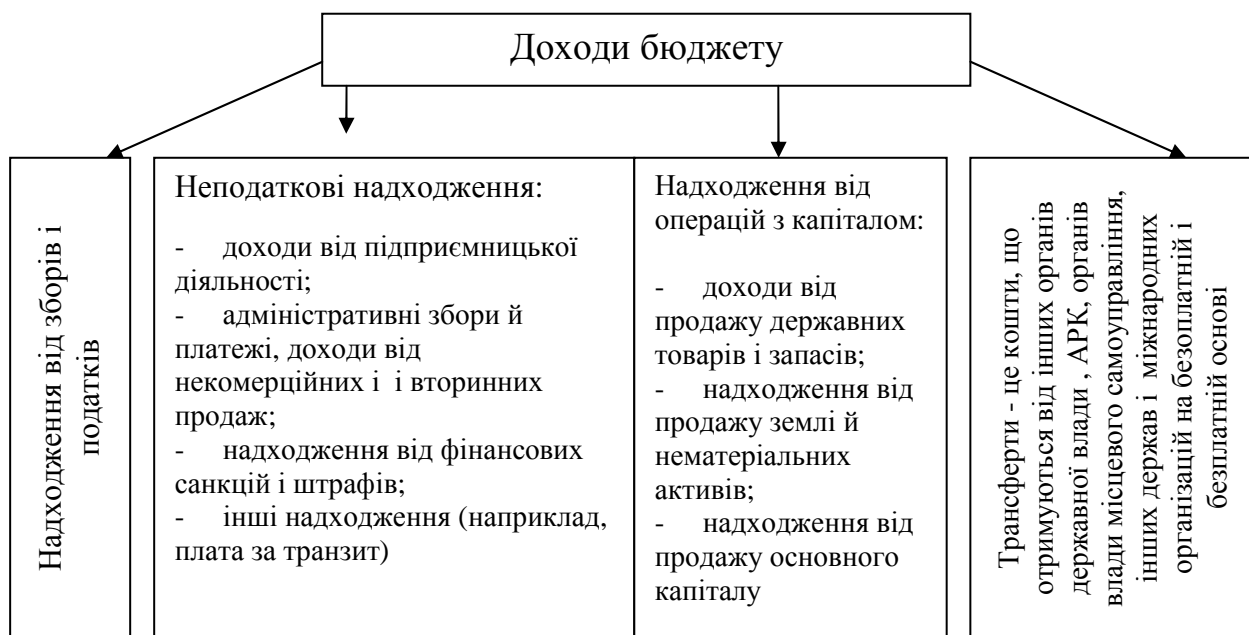 Доходи бюджету
Надходження від зборів і
податків
Неподаткові надходження:
- доходи від підприємницької
діяльності;
- адміністративні збори й
платежі, доходи від
некомерційних і і вторинних
продаж;
- надходження від фінансових
санкцій і штрафів;
- інші надходження (наприклад,
плата за транзит)
Надходження від
операцій з капіталом:
- доходи від
продажу державних
товарів і запасів;
- надходження від
продажу землі й
нематеріальних
активів;
- надходження від
продажу основного
капіталу
Трансферти - це кошти, що
отримуються від інших органів
державної влади , АРК, органів
влади місцевого самоуправління,
інших держав і міжнародних
організацій на безоплатній і
безплатній основі